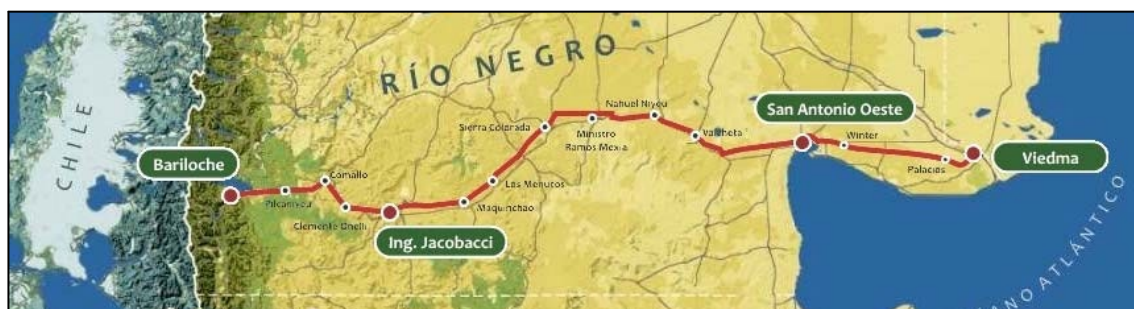 CHILE
RÍO NEGRO
Bariloche
Pilcaniyeu
Comallo
Clemente Onelli
Ing. Jacobacci
Maquinchao
Los Menucos
Sierra Colorada
Ministro
Ramos Mexia
Nahuel Niyeu
Valcheta
San Antonio Oeste
Winter
Palacios
Viedma
ANO ATLÁNTICO